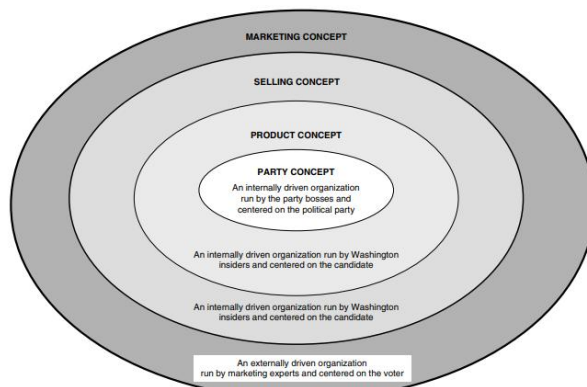 MARKETING CONCEPT
SELLING CONCEPT
PRODUCT CONCEPT
PARTY CONCEPT
An internally driven organization
run by the party bosses and
centered on the political party
An internally driven organization run by Washington
insiders and centered on the candidate
An internally driven organization run by Washington
insiders and centered on the candidate
An externally driven organization
run by marketing experts and centered on the voter